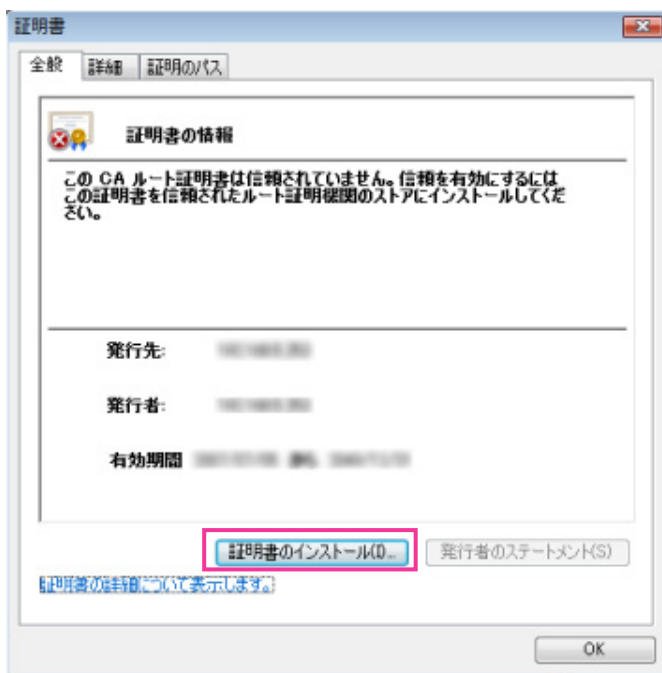 証明書
全般 詳細 証明のパス
証明書の情報
この CA ルート証明書は信頼されていません。信頼を有効にするには
この証明書を信頼されたルート証明機関のストアにインストールしてくだ
さい。
発行先:
発行者:
有効期間
証明書のインストール(I)... 発行者のステートメント(S)
証明書の詳細について表示します。
OK